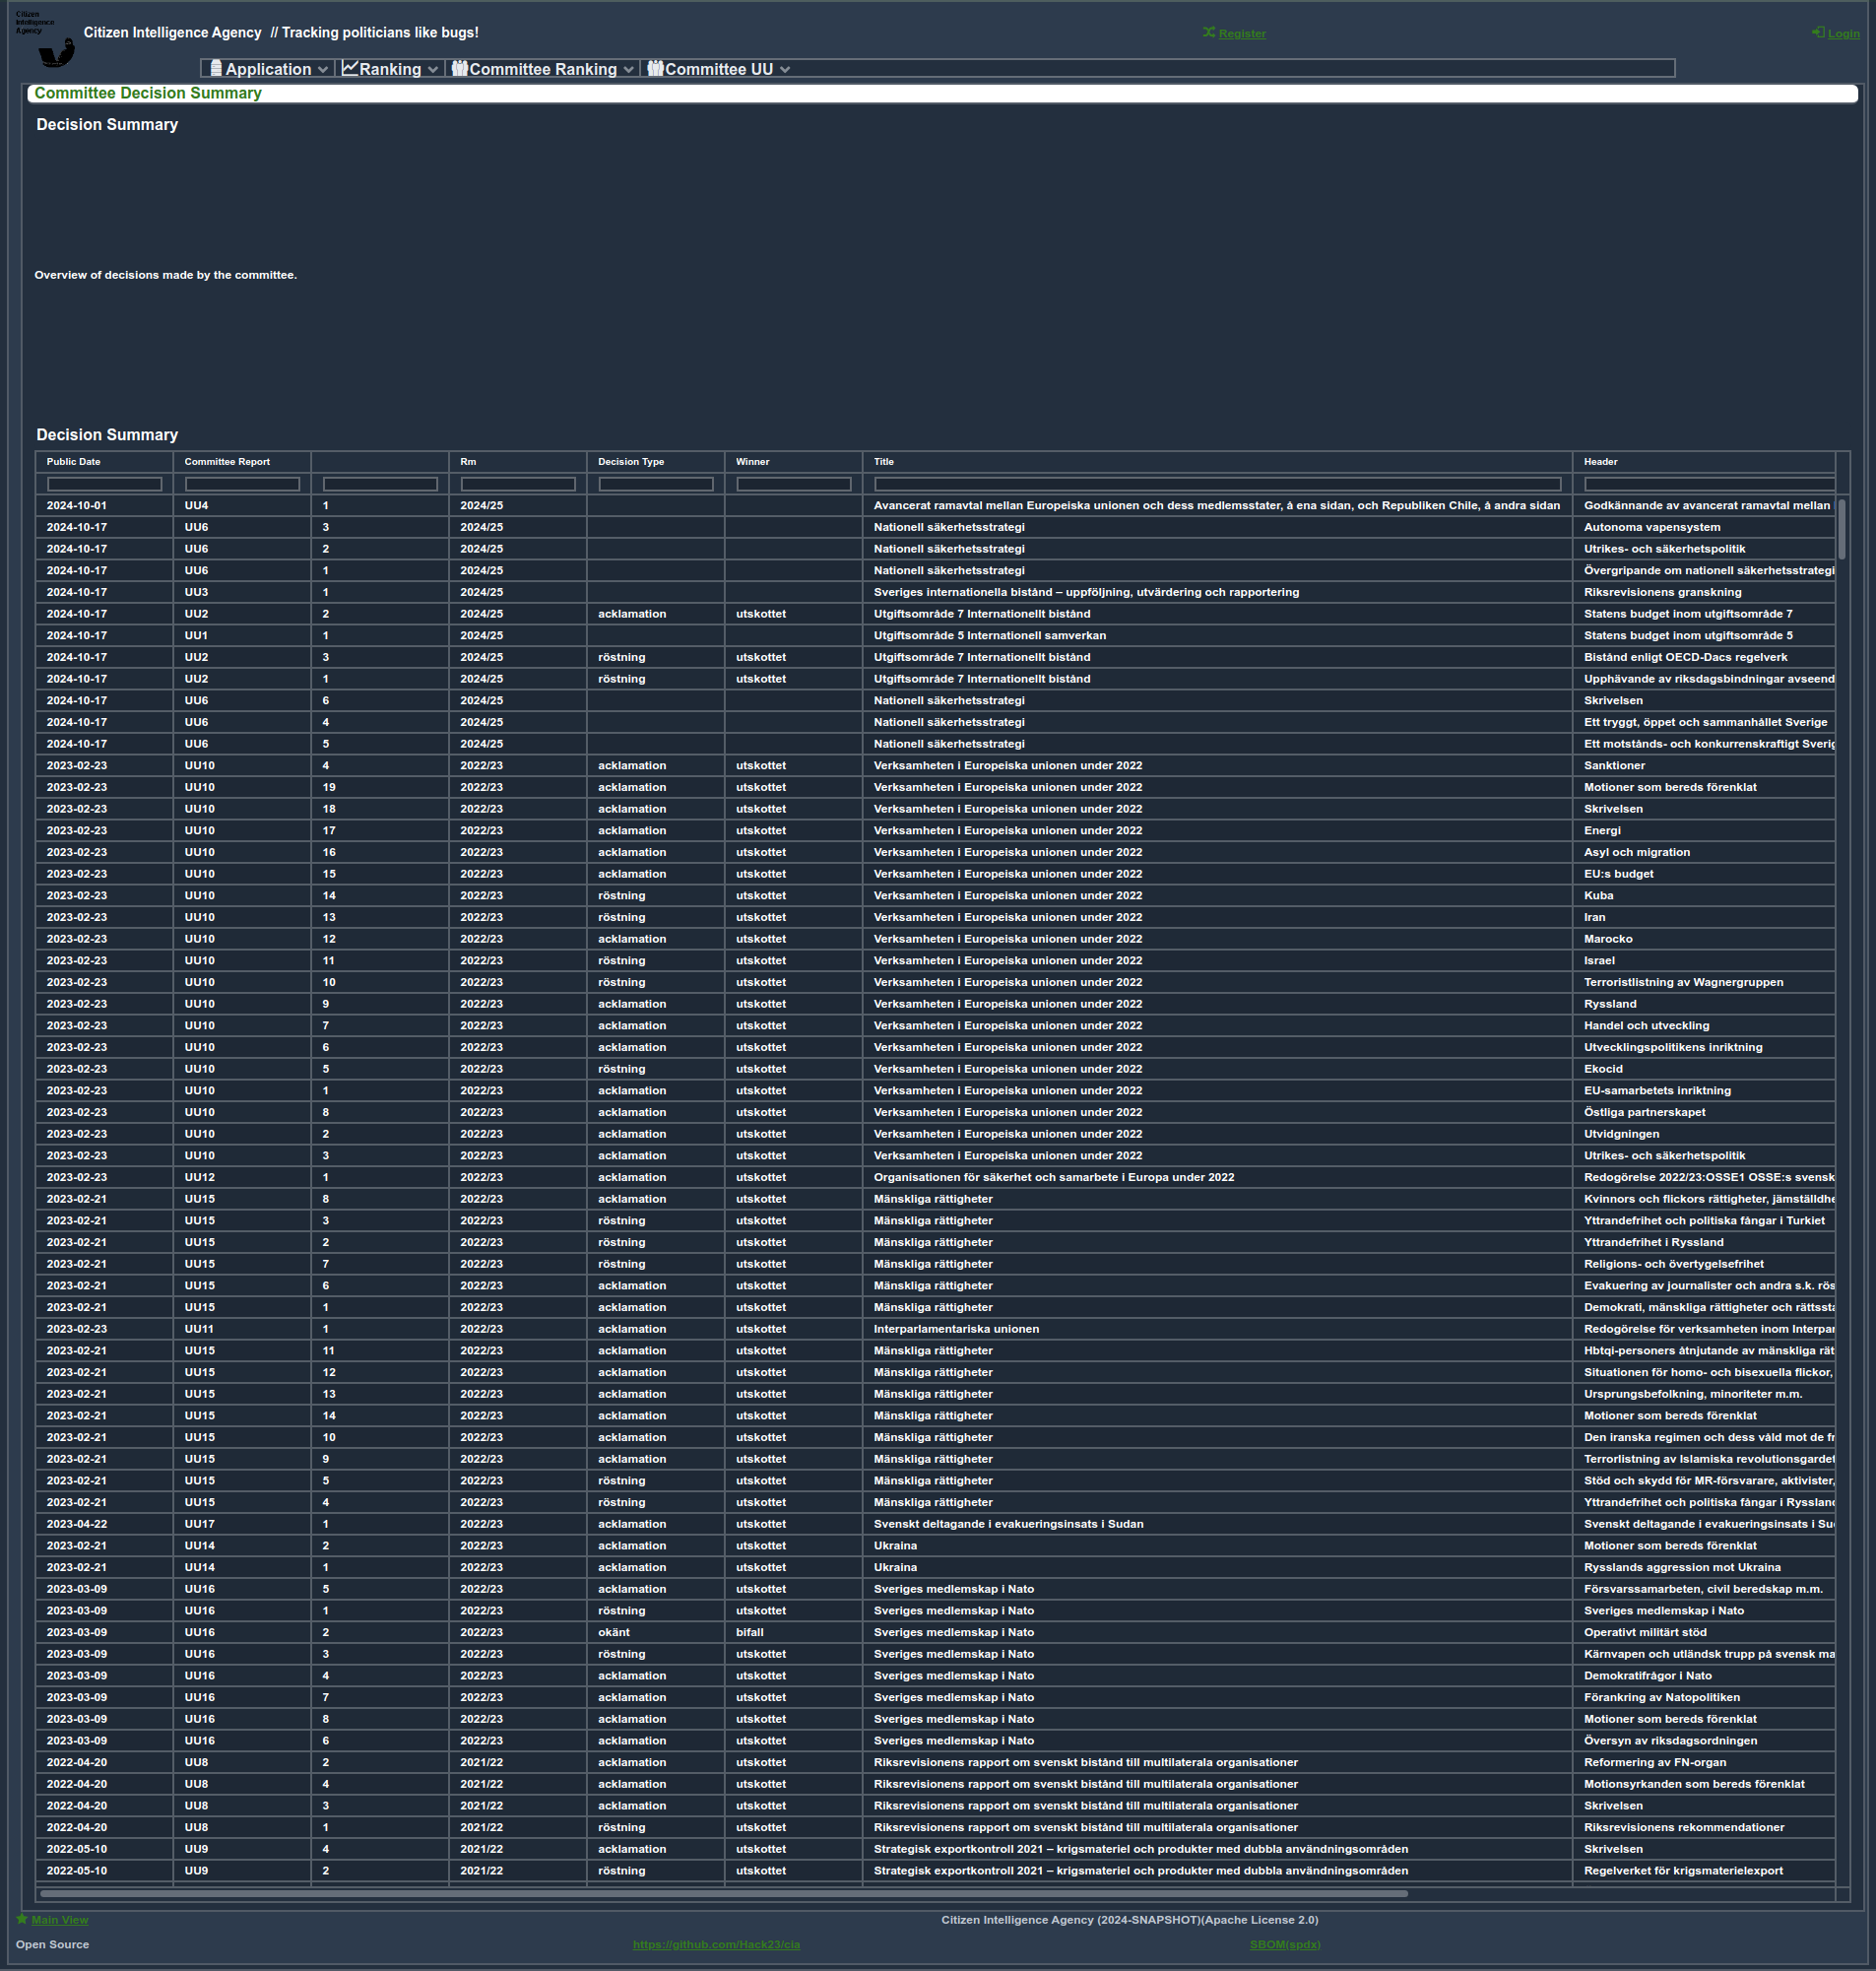 Citizen
Intelligence
Agency
Citizen Intelligence Agency // Tracking politicians like bugs!
Register
Login
Application Ranking Committee Ranking Committee UU
Committee Decision Summary
Decision Summary
Overview of decisions made by the committee.
Decision Summary
Public Date Committee Report Rm Decision Type Winner Title Header
2024-10-01 UU4 1 2024/25 Avancerat ramavtal mellan Europeiska unionen och dess medlemsstater, å ena sidan, och Republiken Chile, å andra sidan Godkännande av avancerat ramavtal mellan
2024-10-17 UU6 3 2024/25 Nationell säkerhetsstrategi Autonoma vapensystem
2024-10-17 UU6 2 2024/25 Nationell säkerhetsstrategi Utrikes- och säkerhetspolitik
2024-10-17 UU6 1 2024/25 Nationell säkerhetsstrategi Övergripande om nationell säkerhetsstrategi
2024-10-17 UU3 1 2024/25 Sveriges internationella bistånd – uppföljning, utvärdering och rapportering Riksrevisionens granskning
2024-10-17 UU2 2 2024/25 acklamation utskottet Utgiftsområde 7 Internationellt bistånd Statens budget inom utgiftsområde 7
2024-10-17 UU1 1 2024/25 Utgiftsområde 5 Internationell samverkan Statens budget inom utgiftsområde 5
2024-10-17 UU2 3 2024/25 röstning utskottet Utgiftsområde 7 Internationellt bistånd Bistånd enligt OECD-Dacs regelverk
2024-10-17 UU2 1 2024/25 röstning utskottet Utgiftsområde 7 Internationellt bistånd Upphävande av riksdagsbindningar avseend
2024-10-17 UU6 6 2024/25 Nationell säkerhetsstrategi Skrivelsen
2024-10-17 UU6 4 2024/25 Nationell säkerhetsstrategi Ett tryggt, öppet och sammanhållet Sverige
2024-10-17 UU6 5 2024/25 Nationell säkerhetsstrategi Ett motstånds- och konkurrenskraftigt Sverig
2023-02-23 UU10 4 2022/23 acklamation utskottet Verksamheten i Europeiska unionen under 2022 Sanktioner
2023-02-23 UU10 19 2022/23 acklamation utskottet Verksamheten i Europeiska unionen under 2022 Motioner som bereds förenklat
2023-02-23 UU10 18 2022/23 acklamation utskottet Verksamheten i Europeiska unionen under 2022 Skrivelsen
2023-02-23 UU10 17 2022/23 acklamation utskottet Verksamheten i Europeiska unionen under 2022 Energi
2023-02-23 UU10 16 2022/23 acklamation utskottet Verksamheten i Europeiska unionen under 2022 Asyl och migration
2023-02-23 UU10 15 2022/23 acklamation utskottet Verksamheten i Europeiska unionen under 2022 EU:s budget
2023-02-23 UU10 14 2022/23 röstning utskottet Verksamheten i Europeiska unionen under 2022 Kuba
2023-02-23 UU10 13 2022/23 röstning utskottet Verksamheten i Europeiska unionen under 2022 Iran
2023-02-23 UU10 12 2022/23 acklamation utskottet Verksamheten i Europeiska unionen under 2022 Marocko
2023-02-23 UU10 11 2022/23 röstning utskottet Verksamheten i Europeiska unionen under 2022 Israel
2023-02-23 UU10 10 2022/23 röstning utskottet Verksamheten i Europeiska unionen under 2022 Terroristlistning av Wagnergruppen
2023-02-23 UU10 9 2022/23 acklamation utskottet Verksamheten i Europeiska unionen under 2022 Ryssland
2023-02-23 UU10 7 2022/23 acklamation utskottet Verksamheten i Europeiska unionen under 2022 Handel och utveckling
2023-02-23 UU10 6 2022/23 acklamation utskottet Verksamheten i Europeiska unionen under 2022 Utvecklingspolitikens inriktning
2023-02-23 UU10 5 2022/23 röstning utskottet Verksamheten i Europeiska unionen under 2022 Ekocid
2023-02-23 UU10 1 2022/23 acklamation utskottet Verksamheten i Europeiska unionen under 2022 EU-samarbetets inriktning
2023-02-23 UU10 8 2022/23 acklamation utskottet Verksamheten i Europeiska unionen under 2022 Östliga partnerskapet
2023-02-23 UU10 2 2022/23 acklamation utskottet Verksamheten i Europeiska unionen under 2022 Utvidgningen
2023-02-23 UU10 3 2022/23 acklamation utskottet Verksamheten i Europeiska unionen under 2022 Utrikes- och säkerhetspolitik
2023-02-23 UU12 1 2022/23 acklamation utskottet Organisationen för säkerhet och samarbete i Europa under 2022 Redogörelse 2022/23:OSSE1 OSSE:s svensk
2023-02-21 UU15 8 2022/23 acklamation utskottet Mänskliga rättigheter Kvinnors och flickors rättigheter, jämställdhe
2023-02-21 UU15 3 2022/23 röstning utskottet Mänskliga rättigheter Yttrandefrihet och politiska fångar i Turkiet
2023-02-21 UU15 2 2022/23 röstning utskottet Mänskliga rättigheter Yttrandefrihet i Ryssland
2023-02-21 UU15 7 2022/23 röstning utskottet Mänskliga rättigheter Religions- och övertygelsefrihet
2023-02-21 UU15 6 2022/23 acklamation utskottet Mänskliga rättigheter Evakuering av journalister och andra s.k. rös
2023-02-21 UU15 1 2022/23 acklamation utskottet Mänskliga rättigheter Demokrati, mänskliga rättigheter och rättssta
2023-02-23 UU11 1 2022/23 acklamation utskottet Interparlamentariska unionen Redogörelse för verksamheten inom Interpar
2023-02-21 UU15 11 2022/23 acklamation utskottet Mänskliga rättigheter Hbtqi-personers åtnjutande av mänskliga rät
2023-02-21 UU15 12 2022/23 acklamation utskottet Mänskliga rättigheter Situationen för homo- och bisexuella flickor,
2023-02-21 UU15 13 2022/23 acklamation utskottet Mänskliga rättigheter Ursprungsbefolkning, minoriteter m.m.
2023-02-21 UU15 14 2022/23 acklamation utskottet Mänskliga rättigheter Motioner som bereds förenklat
2023-02-21 UU15 10 2022/23 acklamation utskottet Mänskliga rättigheter Den iranska regimen och dess våld mot de fr
2023-02-21 UU15 9 2022/23 acklamation utskottet Mänskliga rättigheter Terrorlistning av Islamiska revolutionsgardet
2023-02-21 UU15 5 2022/23 röstning utskottet Mänskliga rättigheter Stöd och skydd för MR-försvarare, aktivister,
2023-02-21 UU15 4 2022/23 röstning utskottet Mänskliga rättigheter Yttrandefrihet och politiska fångar i Ryssland
2023-04-22 UU17 1 2022/23 acklamation utskottet Svenskt deltagande i evakueringsinsats i Sudan Svenskt deltagande i evakueringsinsats i Su
2023-02-21 UU14 2 2022/23 acklamation utskottet Ukraina Motioner som bereds förenklat
2023-02-21 UU14 1 2022/23 acklamation utskottet Ukraina Rysslands aggression mot Ukraina
2023-03-09 UU16 5 2022/23 acklamation utskottet Sveriges medlemskap i Nato Försvarssamarbeten, civil beredskap m.m.
2023-03-09 UU16 1 2022/23 röstning utskottet Sveriges medlemskap i Nato Sveriges medlemskap i Nato
2023-03-09 UU16 2 2022/23 okänt bifall Sveriges medlemskap i Nato Operativt militärt stöd
2023-03-09 UU16 3 2022/23 röstning utskottet Sveriges medlemskap i Nato Kärnvapen och utländsk trupp på svensk ma
2023-03-09 UU16 4 2022/23 acklamation utskottet Sveriges medlemskap i Nato Demokratifrågor i Nato
2023-03-09 UU16 7 2022/23 acklamation utskottet Sveriges medlemskap i Nato Förankring av Natopolitiken
2023-03-09 UU16 8 2022/23 acklamation utskottet Sveriges medlemskap i Nato Motioner som bereds förenklat
2023-03-09 UU16 6 2022/23 acklamation utskottet Sveriges medlemskap i Nato Översyn av riksdagsordningen
2022-04-20 UU8 2 2021/22 acklamation utskottet Riksrevisionens rapport om svenskt bistånd till multilaterala organisationer Reformering av FN-organ
2022-04-20 UU8 4 2021/22 acklamation utskottet Riksrevisionens rapport om svenskt bistånd till multilaterala organisationer Motionsyrkanden som bereds förenklat
2022-04-20 UU8 3 2021/22 acklamation utskottet Riksrevisionens rapport om svenskt bistånd till multilaterala organisationer Skrivelsen
2022-04-20 UU8 1 2021/22 röstning utskottet Riksrevisionens rapport om svenskt bistånd till multilaterala organisationer Riksrevisionens rekommendationer
2022-05-10 UU9 4 2021/22 acklamation utskottet Strategisk exportkontroll 2021 – krigsmateriel och produkter med dubbla användningsområden Skrivelsen
2022-05-10 UU9 2 2021/22 röstning utskottet Strategisk exportkontroll 2021 – krigsmateriel och produkter med dubbla användningsområden Regelverket för krigsmaterielexport
Main View
Citizen Intelligence Agency (2024-SNAPSHOT)(Apache License 2.0)
Open Source
https://github.com/Hack23/cia
SBOM(spdx)